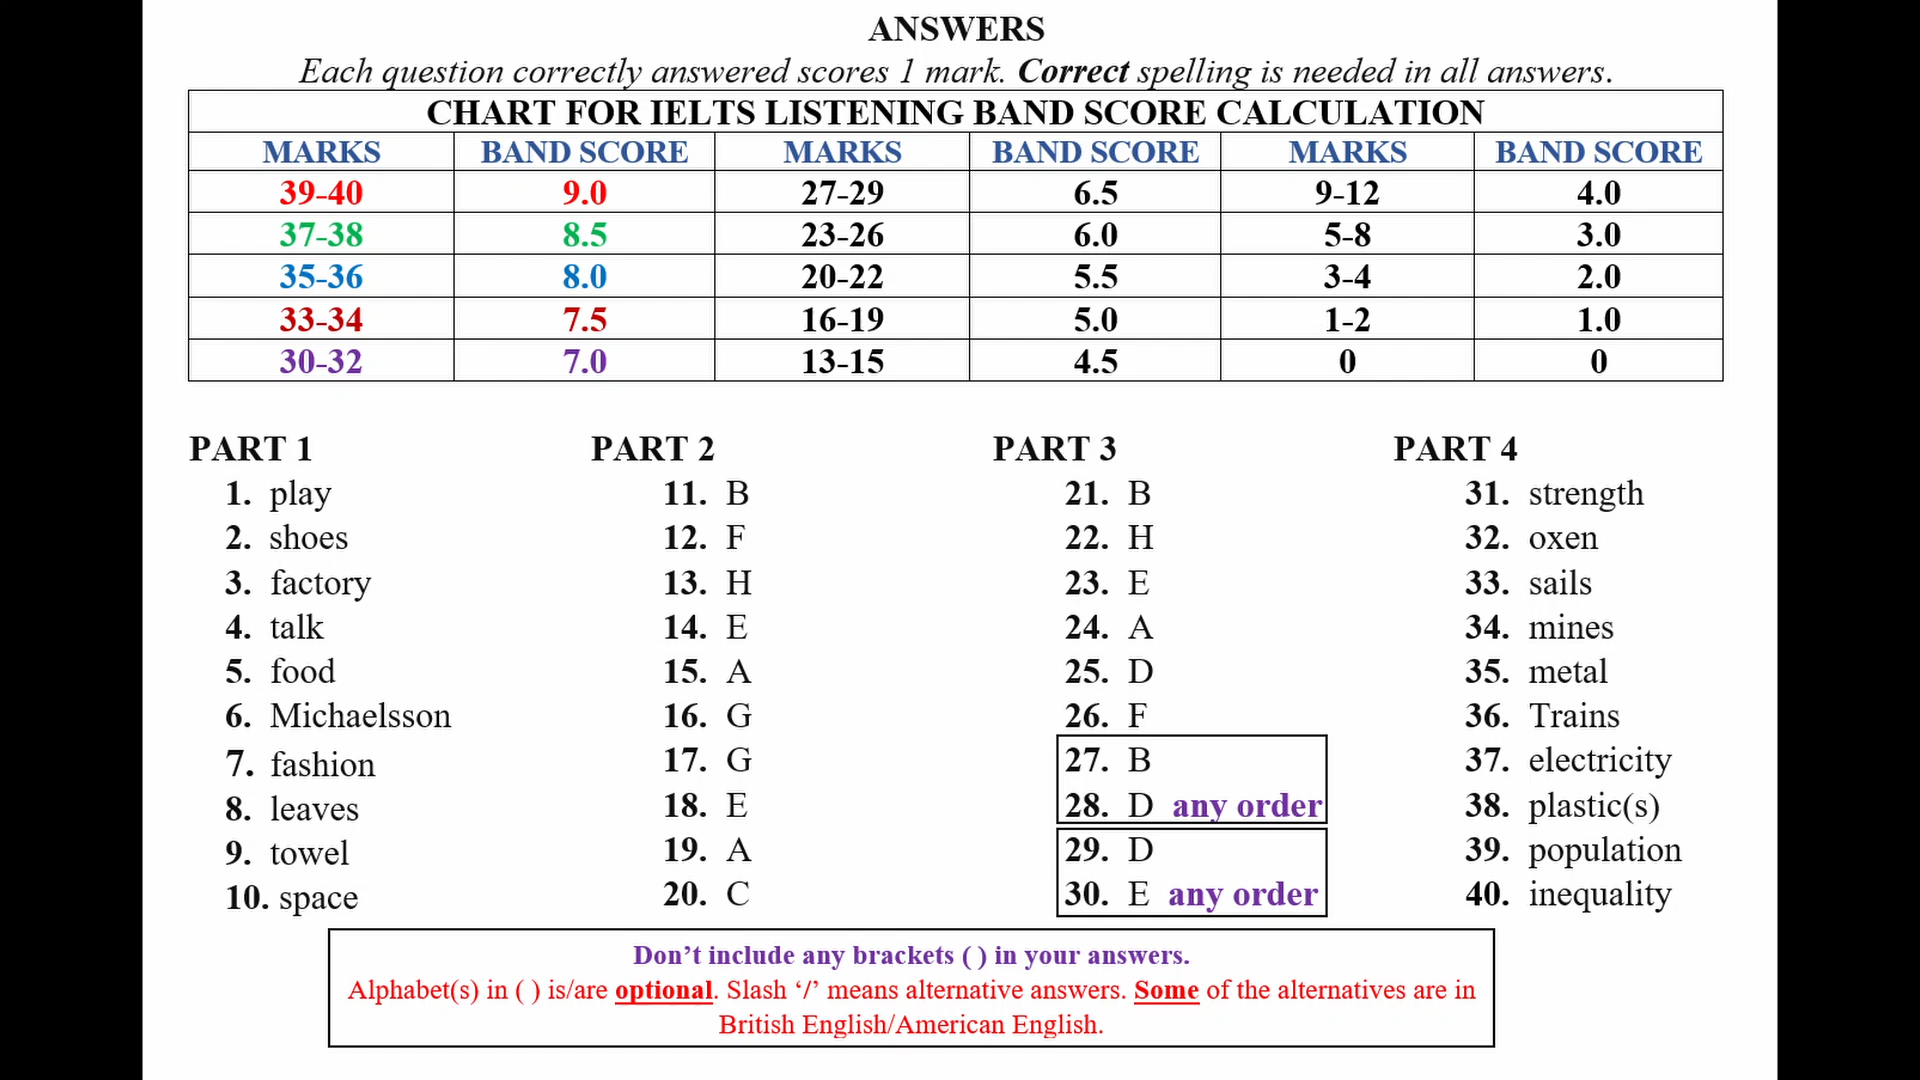 ANSWERS
Each question correctly answered scores 1 mark. Correct spelling is needed in all answers.
CHART FOR IELTS LISTENING BAND SCORE CALCULATION
MARKS BAND SCORE MARKS BAND SCORE MARKS BAND SCORE
39-40 9.0 27-29 6.5 9-12 4.0
37-38 8.5 23-26 6.0 5-8 3.0
35-36 8.0 20-22 5.5 3-4 2.0
33-34 7.5 16-19 5.0 1-2 1.0
30-32 7.0 13-15 4.5 0 0
PART 1
1. play
2. shoes
3. factory
4. talk
5. food
6. Michaelsson
7. fashion
8. leaves
9. towel
10. space
PART 2
11. B
12. F
13. H
14. E
15. A
16. G
17. G
18. E
19. A
20. C
PART 3
21. B
22. H
23. E
24. A
25. D
26. F
27. B
28. D any order
29. D
30. E any order
PART 4
31. strength
32. oxen
33. sails
34. mines
35. metal
36. Trains
37. electricity
38. plastic(s)
39. population
40. inequality
Don’t include any brackets ( ) in your answers.
Alphabet(s) in ( ) is/are optional. Slash ‘/’ means alternative answers. Some of the alternatives are in
British English/American English.